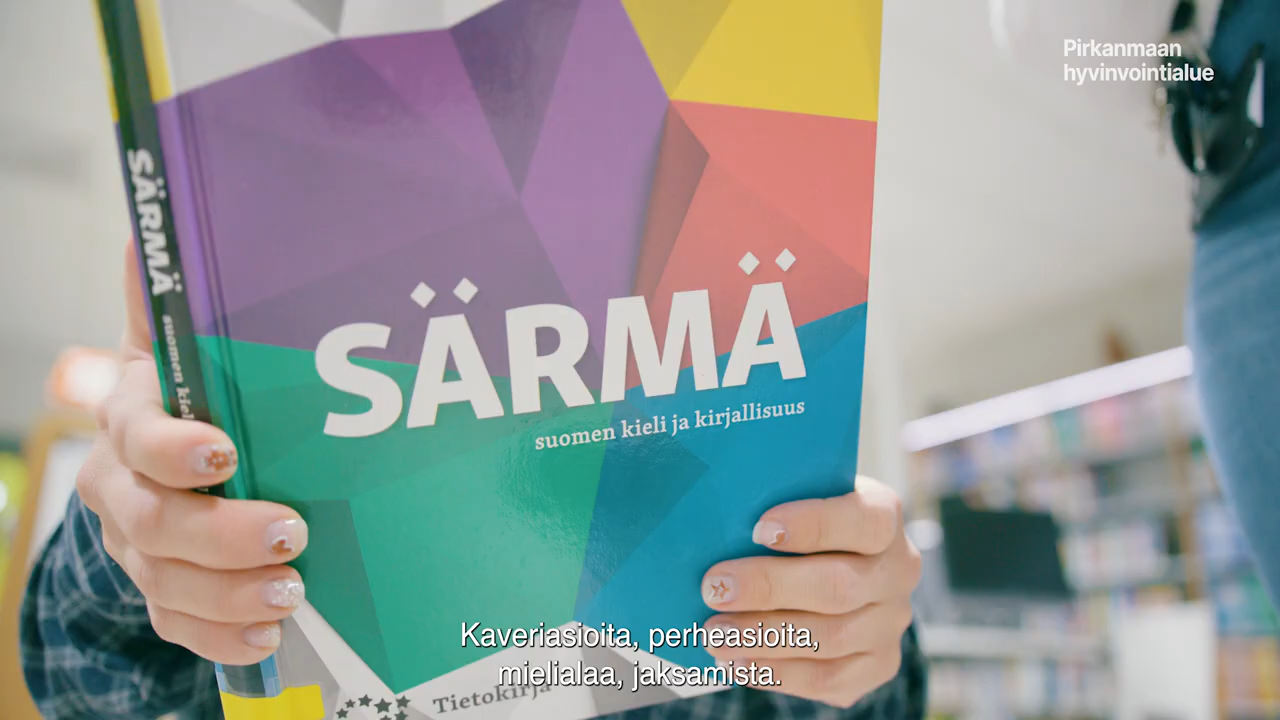 Pirkanmaan
hyvinvointialue
SÄRMÄ
suomen kieli
SÄRMÄ
suomen kieli ja kirjallisuus
Kaveriasioita, perheasioita,
mielialaa, jaksamista.
Tietokirja